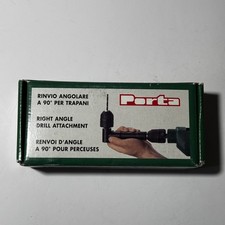 RINVIO ANGOLARE
A 90° PER TRAPANI
Porta
RIGHT ANGLE
DRILL ATTACHMENT
RENVOI D'ANGLE
A 90° POUR PERCEUSES